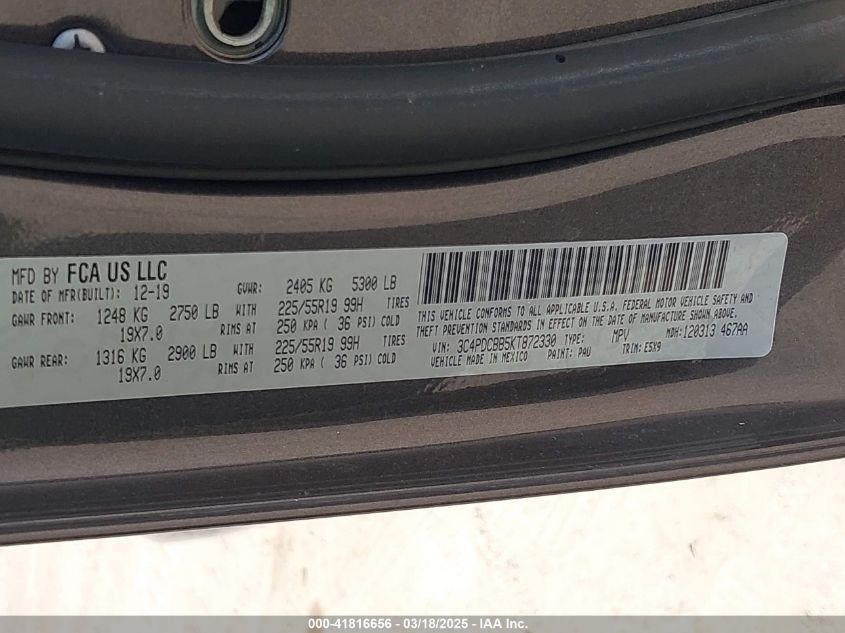 MFD BY FCA US LLC
DATE OF MFR(BUILT): 12-19 GVWR: 2405 KG 5300 LB
GAWR FRONT: 1248 KG 2750 LB WITH 225/55R19 99H TIRES
19X7.0 RIMS AT 250 KPA ( 36 PSI) COLD
GAWR REAR: 1316 KG 2900 LB WITH 225/55R19 99H TIRES
19X7.0 RIMS AT 250 KPA ( 36 PSI) COLD
THIS VEHICLE CONFORMS TO ALL APPLICABLE U.S.A. FEDERAL MOTOR VEHICLE SAFETY, BUMPER, AND
THEFT PREVENTION STANDARDS IN EFFECT ON THE DATE OF MANUFACTURE SHOWN ABOVE.
VIN: 3C4PDCBB5KT872330 TYPE: MPV MDH: 120313 467AA
VEHICLE MADE IN MEXICO PAINT: PAU TRIM: E5X9
000-41816656 / 03/18/2025 - IAA Inc.